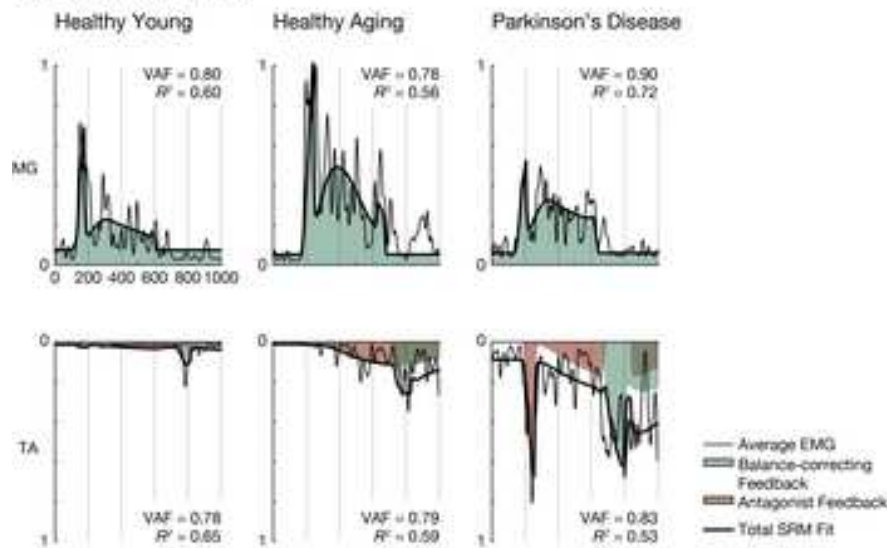 Healthy Young
Healthy Aging
Parkinson's Disease
1
VAF = 0.80
R² = 0.60
MG
0
0 200 400 600 800 1000
1
VAF = 0.78
R² = 0.56
0
1
VAF = 0.90
R² = 0.72
0
0
TA
1
VAF = 0.78
R² = 0.65
0
1
VAF = 0.79
R² = 0.59
0
1
VAF = 0.83
R² = 0.53
Average EMG
Balance-correcting
Feedback
Antagonist Feedback
Total SRM Fit